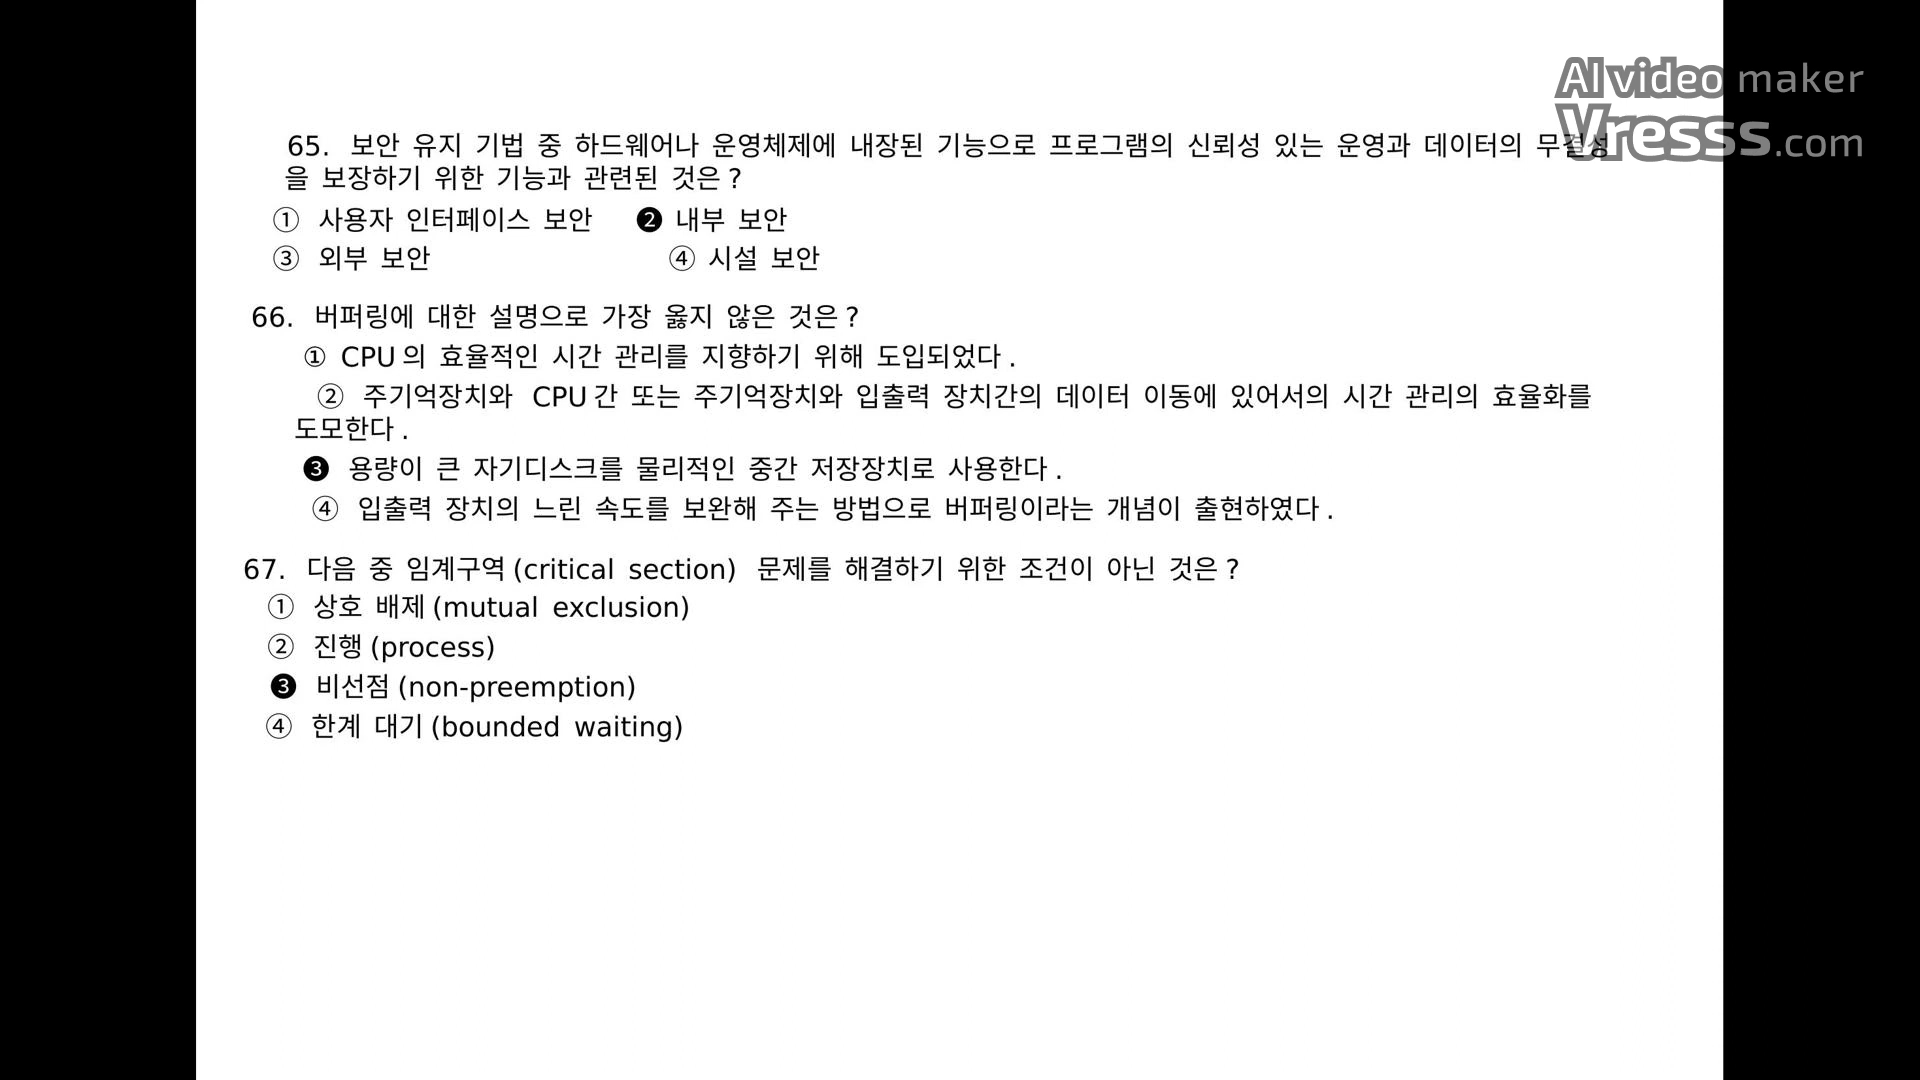 AI video maker
Vresss.com
65. 보안 유지 기법 중 하드웨어나 운영체제에 내장된 기능으로 프로그램의 신뢰성 있는 운영과 데이터의 무결성
을 보장하기 위한 기능과 관련된 것은 ?
① 사용자 인터페이스 보안 ❷ 내부 보안
③ 외부 보안 ④ 시설 보안
66. 버퍼링에 대한 설명으로 가장 옳지 않은 것은 ?
① CPU 의 효율적인 시간 관리를 지향하기 위해 도입되었다 .
② 주기억장치와 CPU 간 또는 주기억장치와 입출력 장치간의 데이터 이동에 있어서의 시간 관리의 효율화를
도모한다 .
❸ 용량이 큰 자기디스크를 물리적인 중간 저장장치로 사용한다 .
④ 입출력 장치의 느린 속도를 보완해 주는 방법으로 버퍼링이라는 개념이 출현하였다 .
67. 다음 중 임계구역 (critical section) 문제를 해결하기 위한 조건이 아닌 것은 ?
① 상호 배제 (mutual exclusion)
② 진행 (process)
❸ 비선점 (non-preemption)
④ 한계 대기 (bounded waiting)